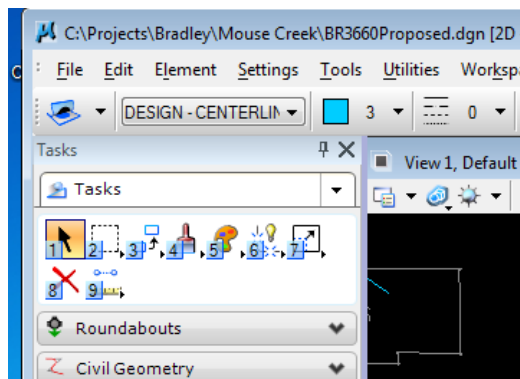 C:\Projects\Bradley\Mouse Creek\BR3660Proposed.dgn [2D
File Edit Element Settings Tools Utilities Worksp
DESIGN - CENTERLIN 3 0
Tasks
View 1, Default
Tasks
1 2 3 4 5 6 7
8 9
Roundabouts
Civil Geometry